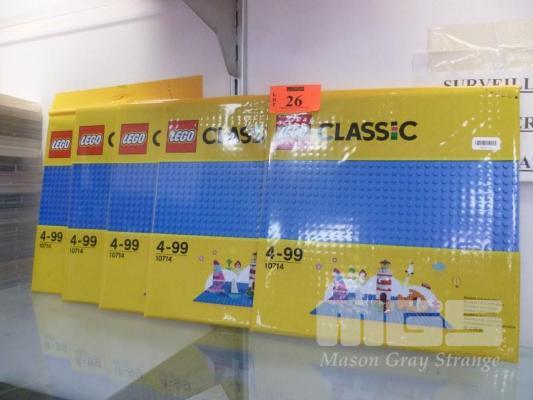 LOT
26
SURVEILL
LEGO
LEGO C
LEGO C
LEGO CLASSIC
LEGO CLASSIC
4-99
10714
4-99
10714
4-99
10714
4-99
10714
4-99
10714
MGS
Mason Gray Strange